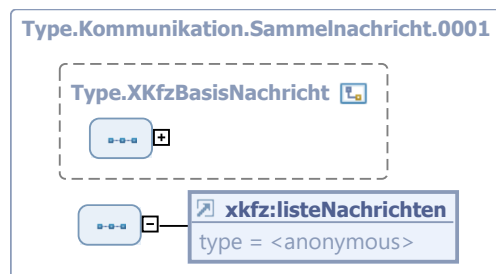 Type.Kommunikation.Sammelnachricht.0001
Type.XKfzBasisNachricht
xkfz:listeNachrichten
type = <anonymous>